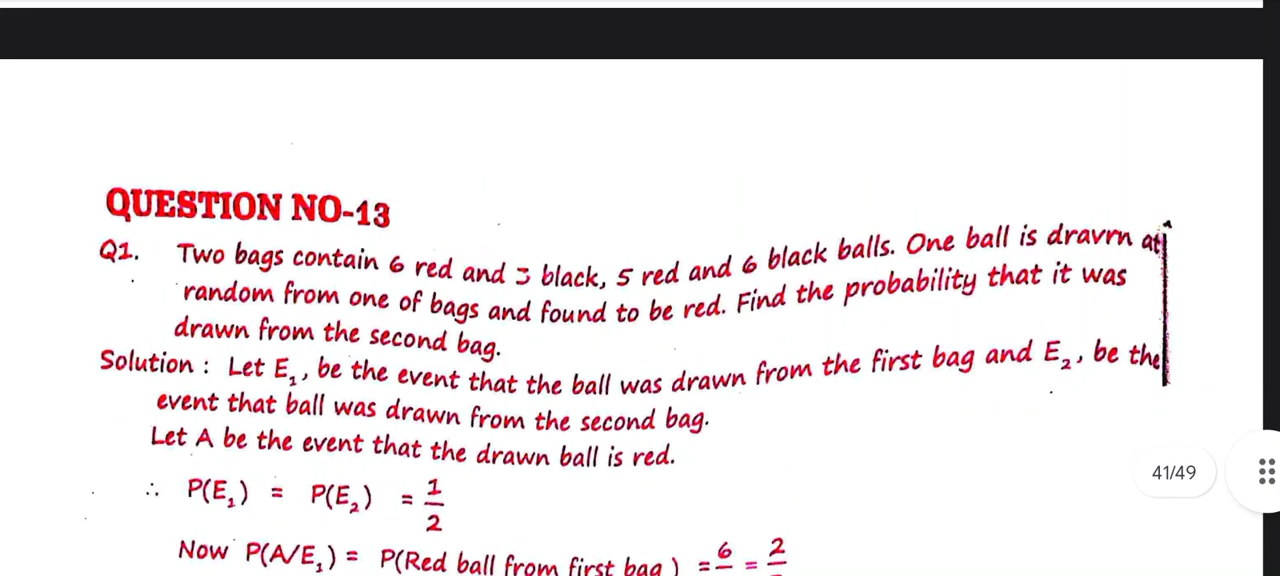 QUESTION NO-13
Q1. Two bags contain 6 red and 3 black, 5 red and 6 black balls. One ball is dravrn at
random from one of bags and found to be red. Find the probability that it was
drawn from the second bag.
Solution : Let E₁, be the event that the ball was drawn from the first bag and E₂, be the
event that ball was drawn from the second bag.
Let A be the event that the drawn ball is red.
∴ P(E₁) = P(E₂) = 1/2
Now P(A/E₁) = P(Red ball from first bag) = 6 = 2
41/49